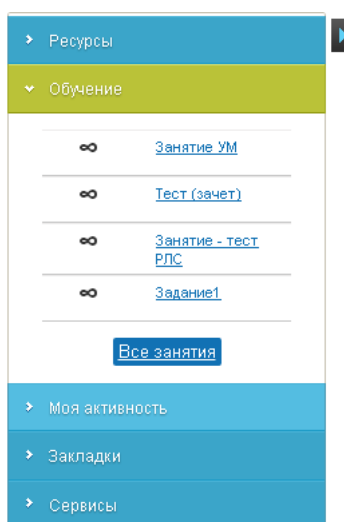 Ресурсы
Обучение
∞ Занятие УМ
∞ Тест (зачет)
∞ Занятие - тест
РЛС
∞ Задание1
Все занятия
Моя активность
Закладки
Сервисы